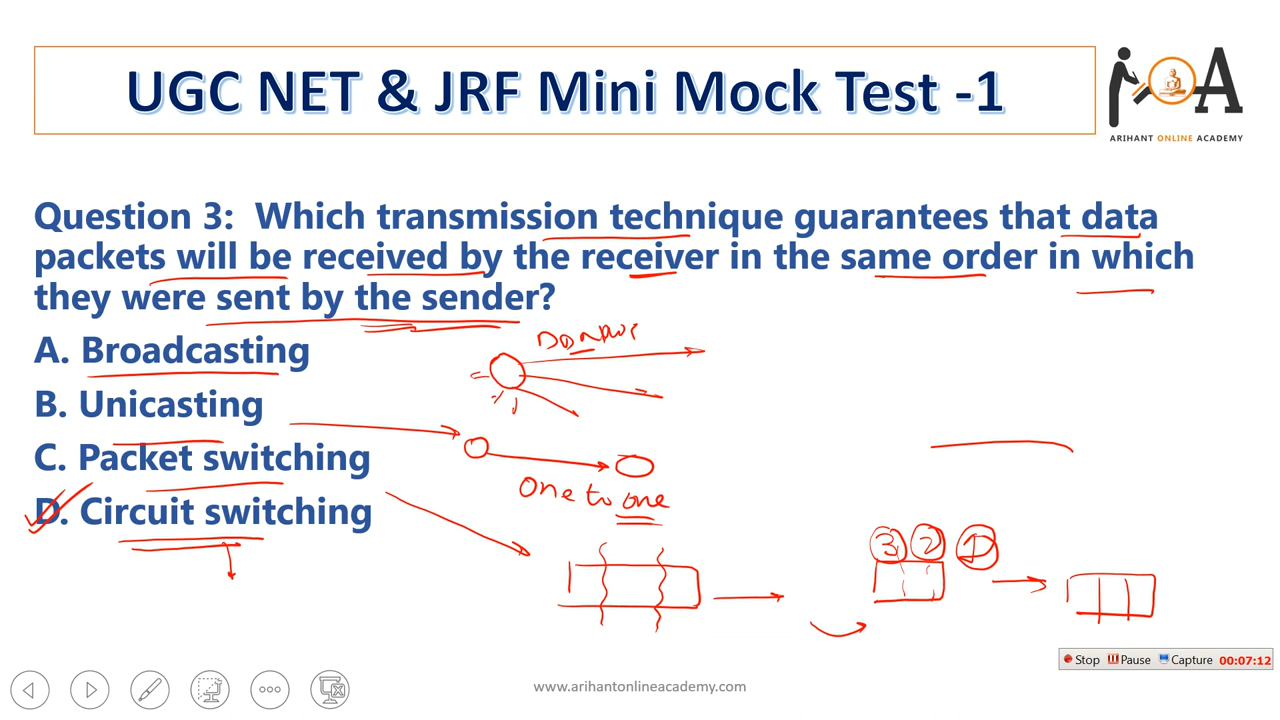 UGC NET & JRF Mini Mock Test -1
ARIHANT ONLINE ACADEMY
Question 3: Which transmission technique guarantees that data
packets will be received by the receiver in the same order in which
they were sent by the sender?
A. Broadcasting
B. Unicasting
C. Packet switching
D. Circuit switching
One to one
3 2 1
Stop Pause Capture 00:07:12
www.arihantonlineacademy.com